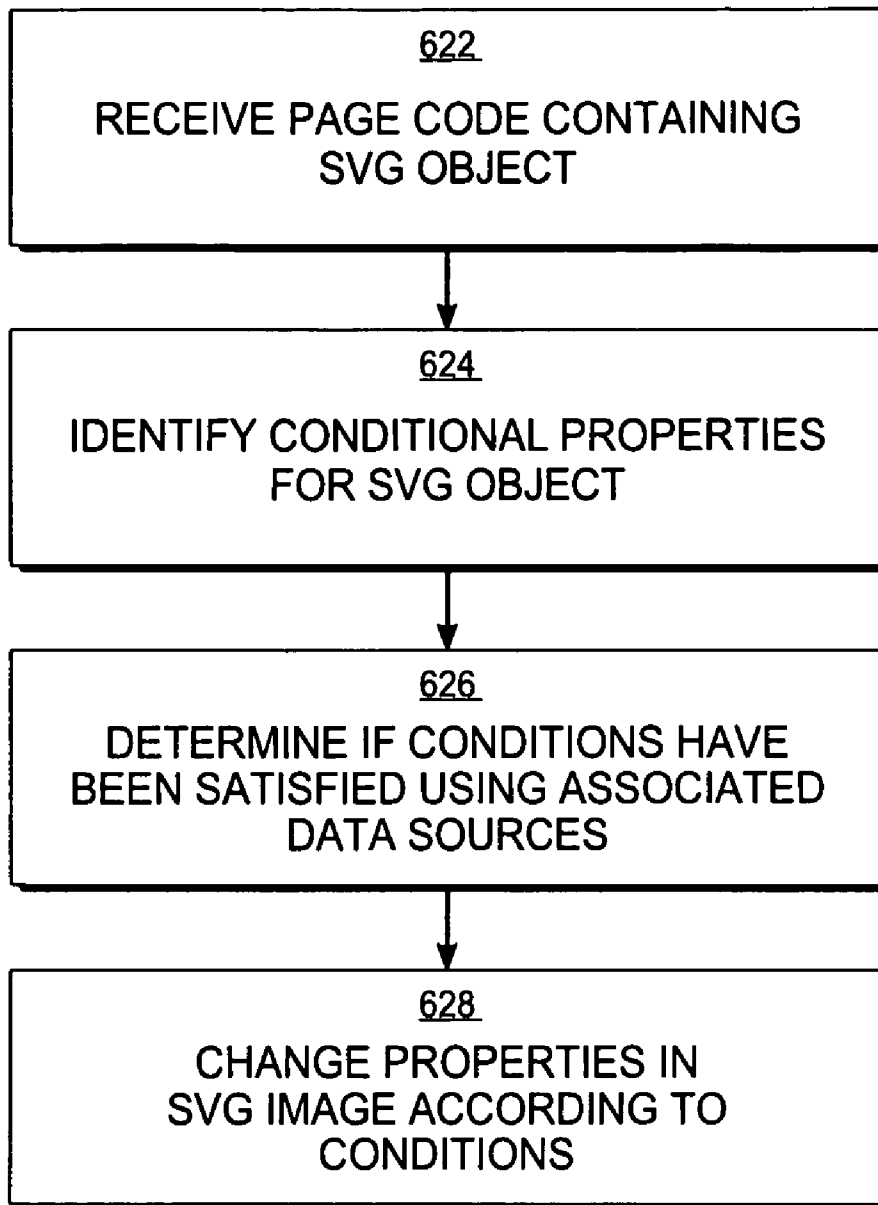 622
RECEIVE PAGE CODE CONTAINING
SVG OBJECT
624
IDENTIFY CONDITIONAL PROPERTIES
FOR SVG OBJECT
626
DETERMINE IF CONDITIONS HAVE
BEEN SATISFIED USING ASSOCIATED
DATA SOURCES
628
CHANGE PROPERTIES IN
SVG IMAGE ACCORDING TO
CONDITIONS